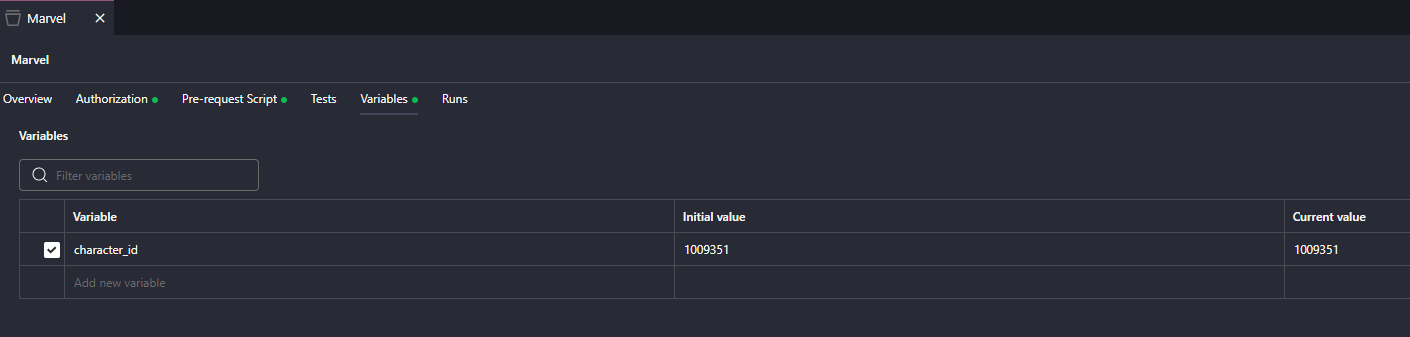 Marvel
Marvel
Overview Authorization Pre-request Script Tests Variables Runs
Variables
Filter variables
Variable Initial value Current value
character_id 1009351 1009351
Add new variable